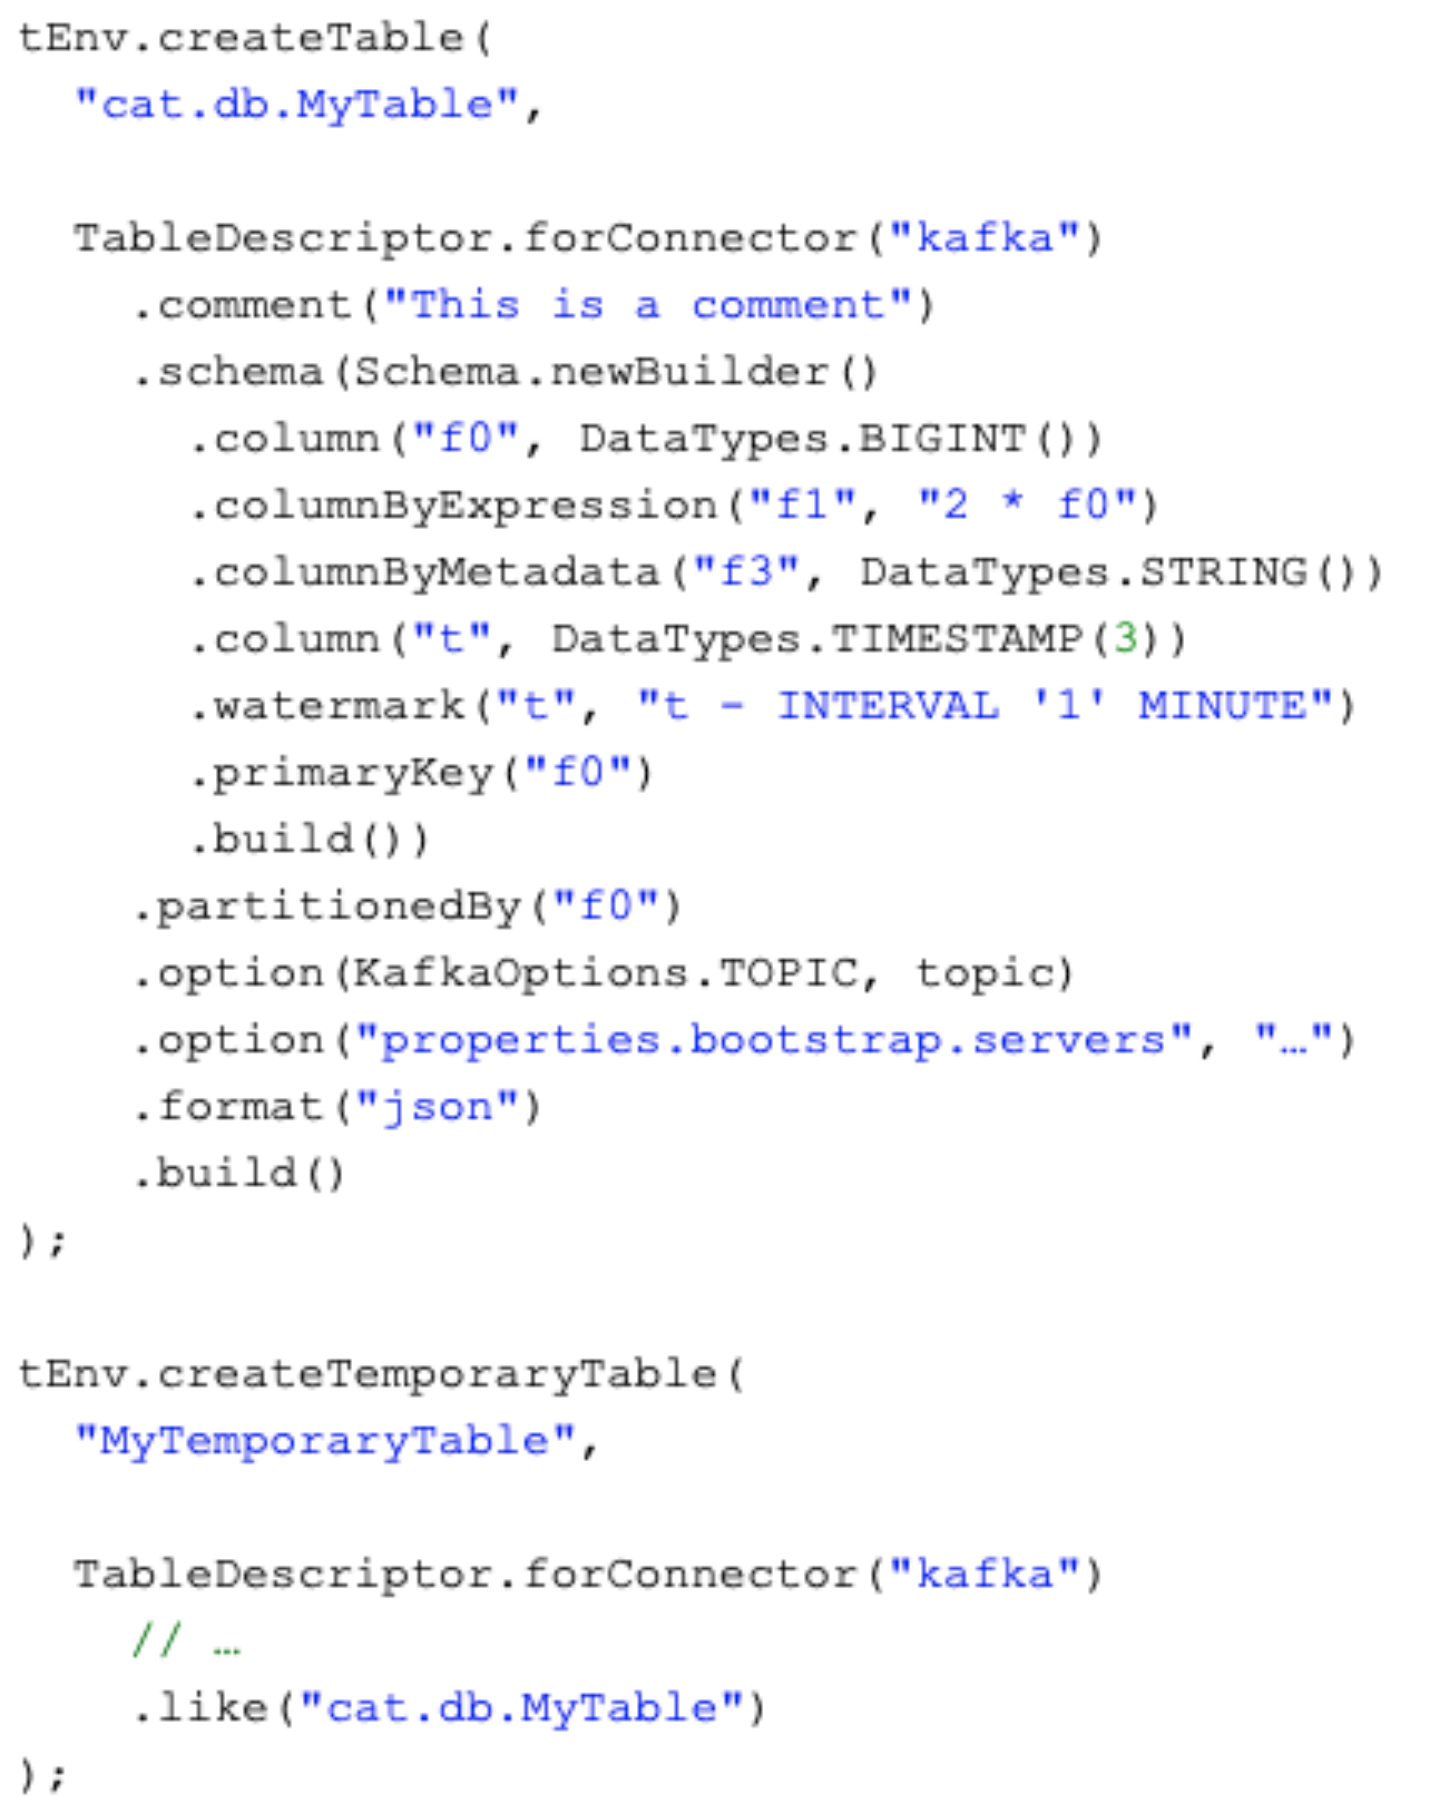 tEnv.createTable(
  "cat.db.MyTable",

  TableDescriptor.forConnector("kafka")
    .comment("This is a comment")
    .schema(Schema.newBuilder()
      .column("f0", DataTypes.BIGINT())
      .columnByExpression("f1", "2 * f0")
      .columnByMetadata("f3", DataTypes.STRING())
      .column("t", DataTypes.TIMESTAMP(3))
      .watermark("t", "t - INTERVAL '1' MINUTE")
      .primaryKey("f0")
      .build())
    .partitionedBy("f0")
    .option(KafkaOptions.TOPIC, topic)
    .option("properties.bootstrap.servers", "…")
    .format("json")
    .build()
);

tEnv.createTemporaryTable(
  "MyTemporaryTable",

  TableDescriptor.forConnector("kafka")
    // …
    .like("cat.db.MyTable")
);